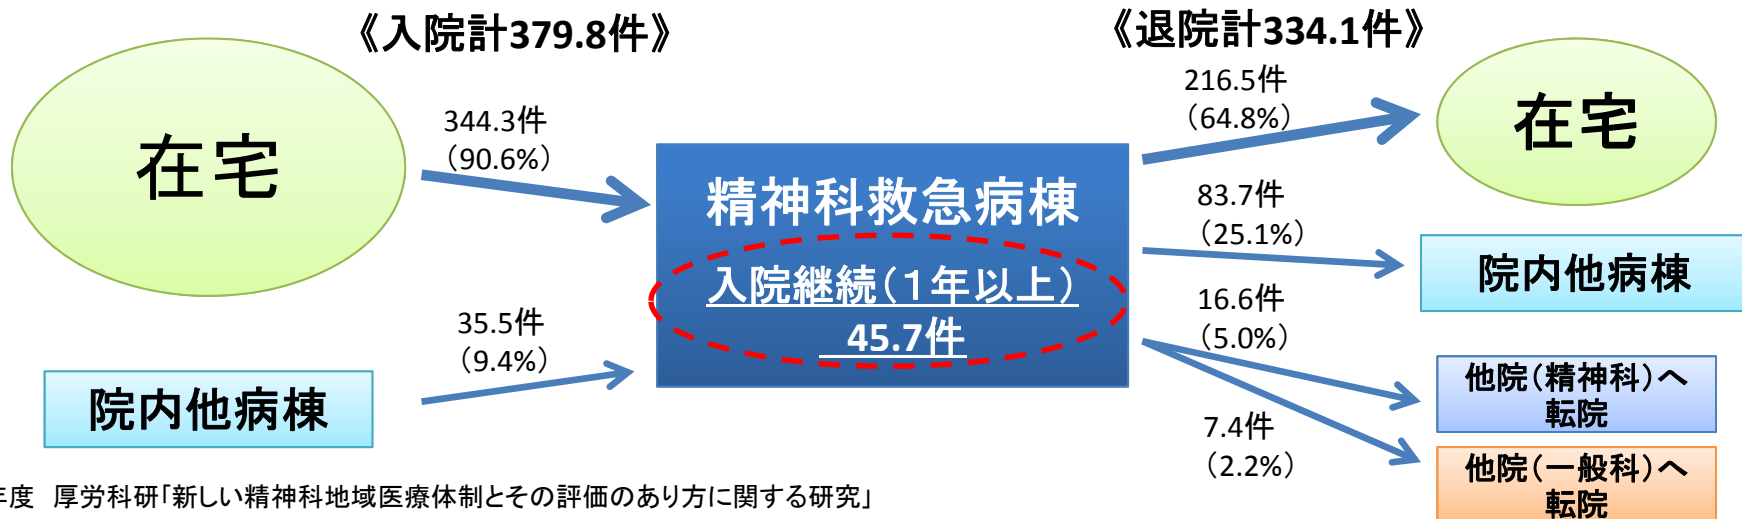 《入院計379.8件》
《退院計334.1件》
在宅
344.3件
（90.6%）
院内他病棟
35.5件
（9.4%）
精神科救急病棟
入院継続（１年以上）
45.7件
216.5件
（64.8%）
在宅
83.7件
（25.1%）
院内他病棟
16.6件
（5.0%）
他院（精神科）へ
転院
7.4件
（2.2%）
他院（一般科）へ
転院
年度　厚労科研「新しい精神科地域医療体制とその評価のあり方に関する研究」